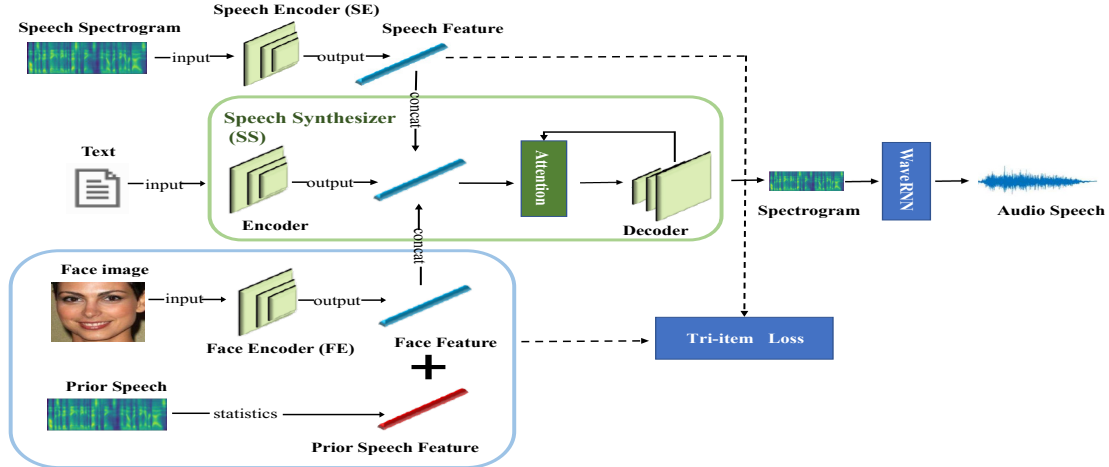 Speech Encoder (SE)
Speech Spectrogram
Speech Feature
input
output
concat
Speech Synthesizer
(SS)
Text
input
output
Attention
Encoder
Decoder
Spectrogram
WaveRNN
Audio Speech
concat
Face image
input
output
Face Encoder (FE)
Face Feature
+
Tri-item Loss
Prior Speech
statistics
Prior Speech Feature